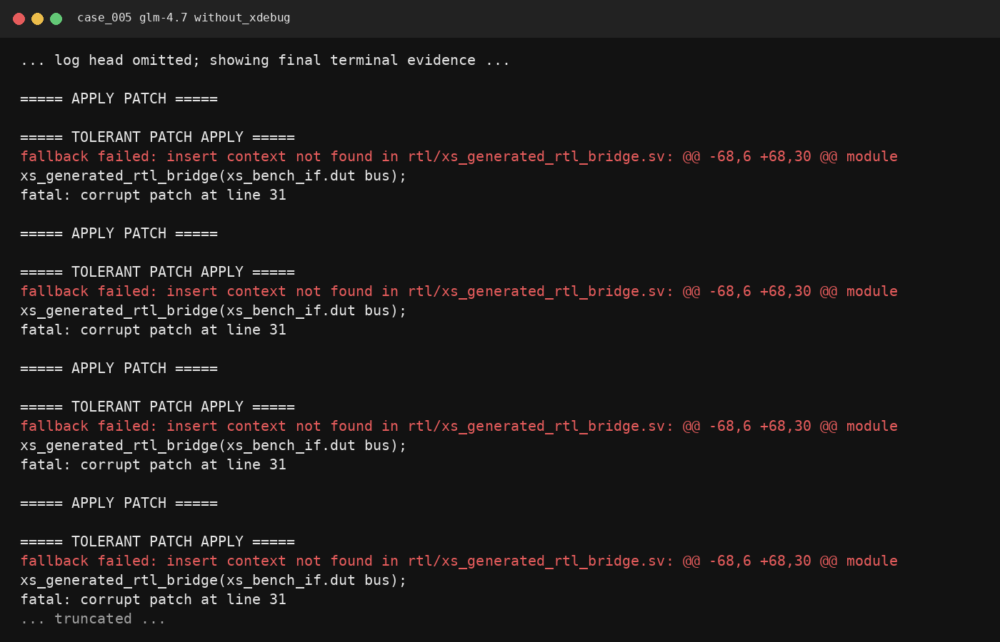 case_005 glm-4.7 without_xdebug
... log head omitted; showing final terminal evidence ...
===== APPLY PATCH =====
===== TOLERANT PATCH APPLY =====
fallback failed: insert context not found in rtl/xs_generated_rtl_bridge.sv: @@ -68,6 +68,30 @@ module
xs_generated_rtl_bridge(xs_bench_if.dut bus);
fatal: corrupt patch at line 31
===== APPLY PATCH =====
===== TOLERANT PATCH APPLY =====
fallback failed: insert context not found in rtl/xs_generated_rtl_bridge.sv: @@ -68,6 +68,30 @@ module
xs_generated_rtl_bridge(xs_bench_if.dut bus);
fatal: corrupt patch at line 31
===== APPLY PATCH =====
===== TOLERANT PATCH APPLY =====
fallback failed: insert context not found in rtl/xs_generated_rtl_bridge.sv: @@ -68,6 +68,30 @@ module
xs_generated_rtl_bridge(xs_bench_if.dut bus);
fatal: corrupt patch at line 31
===== APPLY PATCH =====
===== TOLERANT PATCH APPLY =====
fallback failed: insert context not found in rtl/xs_generated_rtl_bridge.sv: @@ -68,6 +68,30 @@ module
xs_generated_rtl_bridge(xs_bench_if.dut bus);
fatal: corrupt patch at line 31
... truncated ...